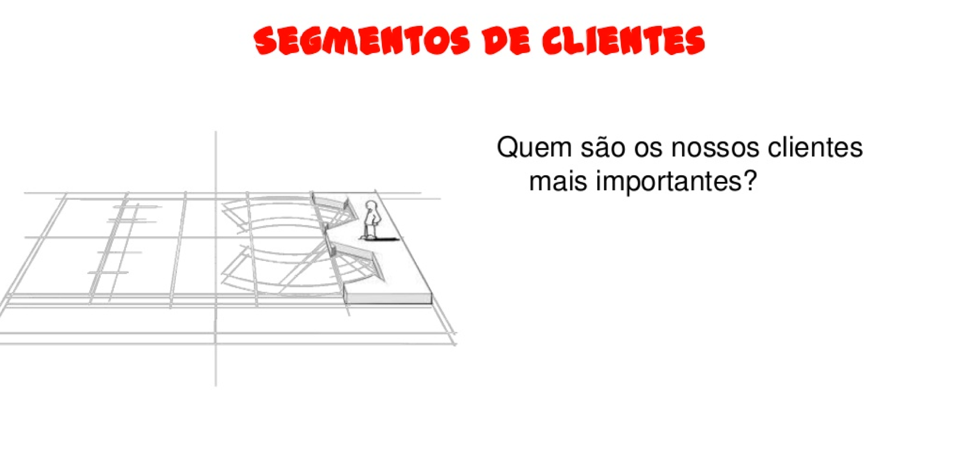 SEGMENTOS DE CLIENTES
Quem são os nossos clientes
mais importantes?